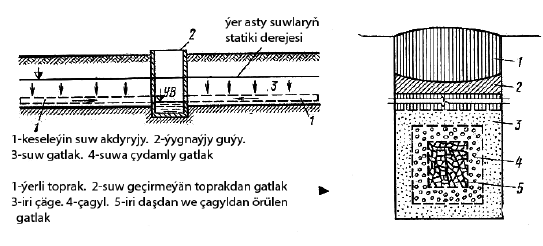 ýer asty suwlaryň
statiki derejesi
2
ЧВ
3
1
1
1-keseleýin suw akdyryjy. 2-ýygnaýjy guýy.
3-suw gatlak. 4-suwa çydamly gatlak
1-ýerli toprak. 2-suw geçirmeýän toprakdan gatlak
3-iri çäge. 4-çagyl. 5-iri daşdan we çagyldan örülen
gatlak
1
2
3
4
5